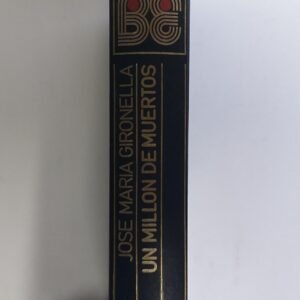 JOSE MARIA GIRONELLA
UN MILLON DE MUERTOS